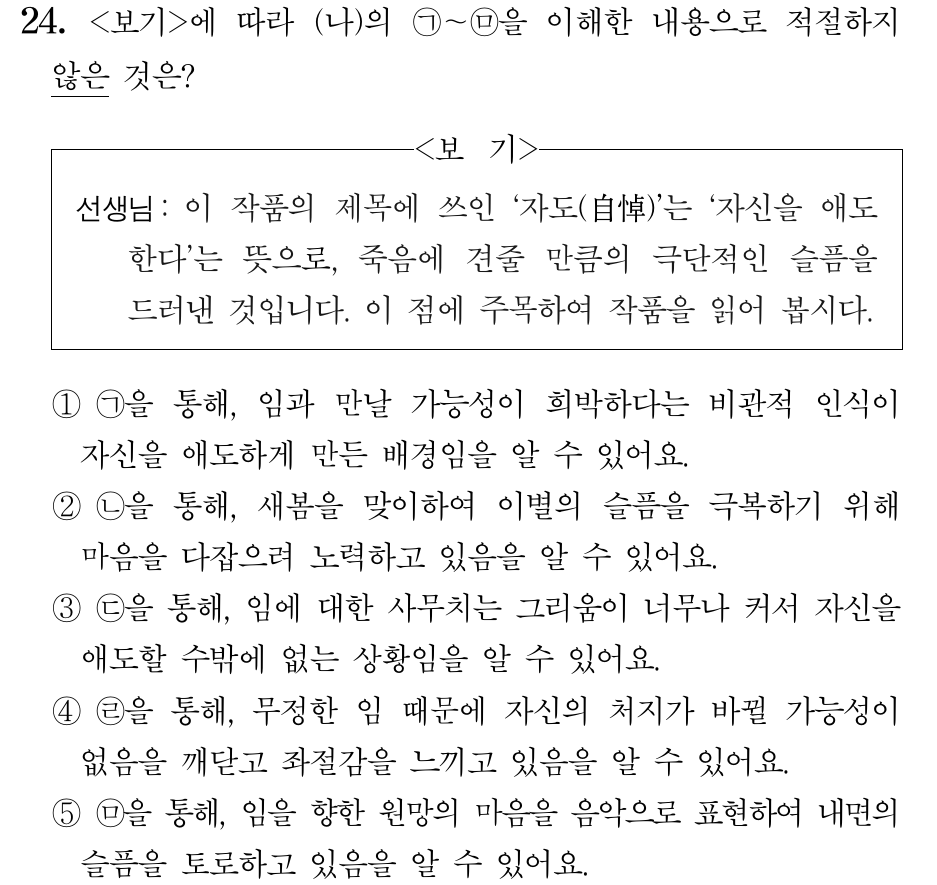 24. <보기>에 따라 (나)의 ㉠~㉤을 이해한 내용으로 적절하지
않은 것은?
<보 기>
선생님 : 이 작품의 제목에 쓰인 ‘자도(自悼)’는 ‘자신을 애도
한다’는 뜻으로, 죽음에 견줄 만큼의 극단적인 슬픔을
드러낸 것입니다. 이 점에 주목하여 작품을 읽어 봅시다.
① ㉠을 통해, 임과 만날 가능성이 희박하다는 비관적 인식이
자신을 애도하게 만든 배경임을 알 수 있어요.
② ㉡을 통해, 새봄을 맞이하여 이별의 슬픔을 극복하기 위해
마음을 다잡으려 노력하고 있음을 알 수 있어요.
③ ㉢을 통해, 임에 대한 사무치는 그리움이 너무나 커서 자신을
애도할 수밖에 없는 상황임을 알 수 있어요.
④ ㉣을 통해, 무정한 임 때문에 자신의 처지가 바뀔 가능성이
없음을 깨닫고 좌절감을 느끼고 있음을 알 수 있어요.
⑤ ㉤을 통해, 임을 향한 원망의 마음을 음악으로 표현하여 내면의
슬픔을 토로하고 있음을 알 수 있어요.